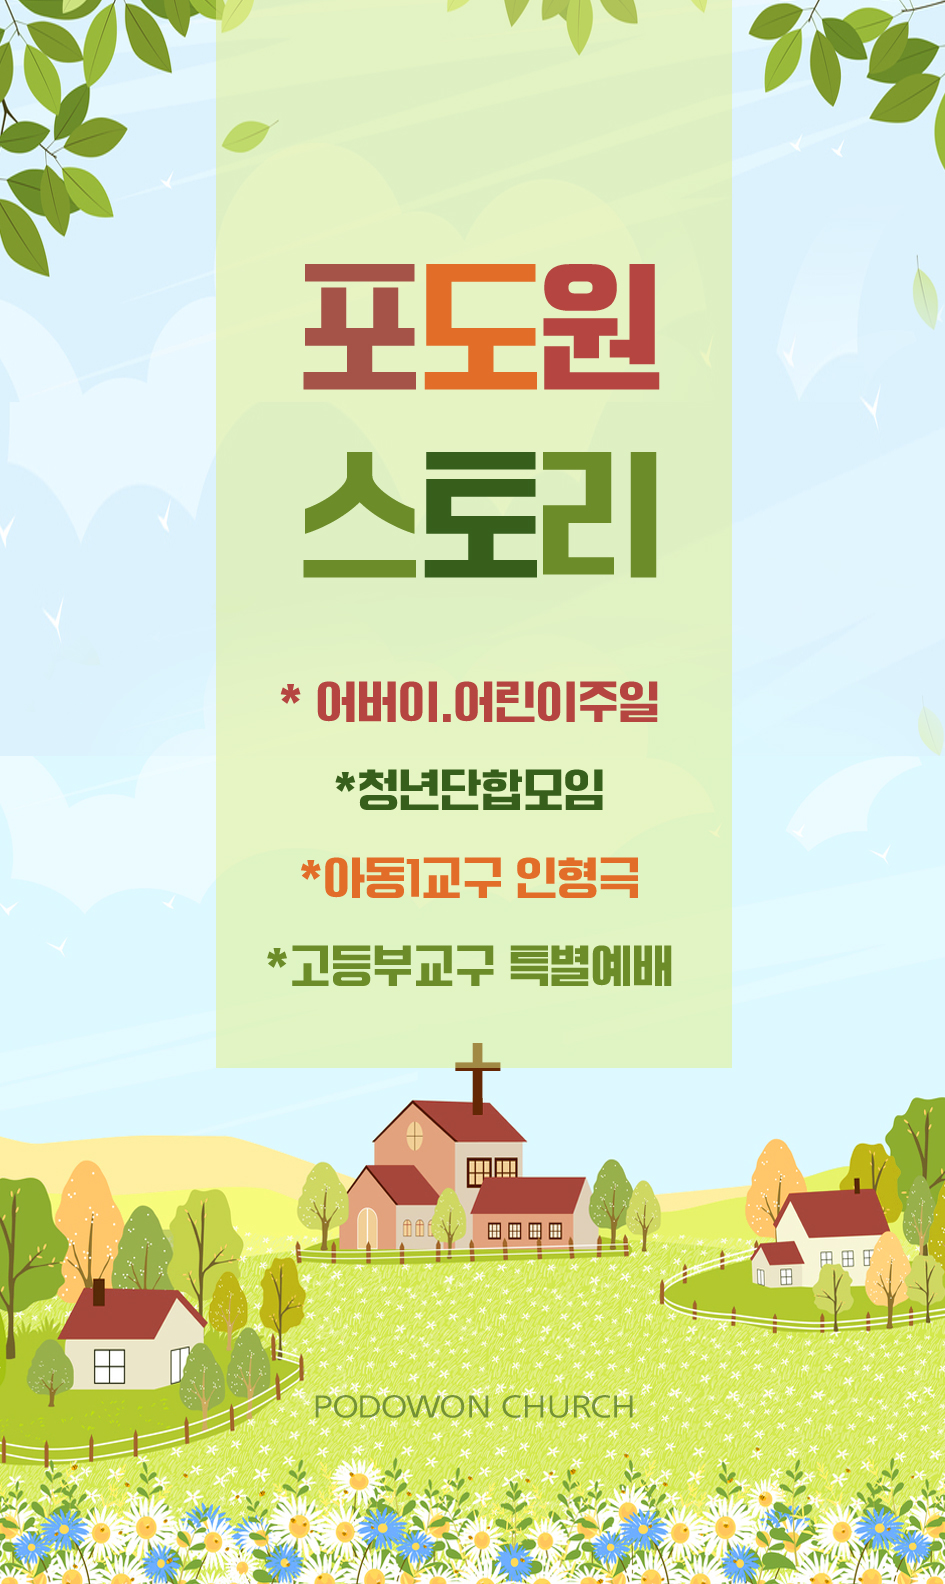 포도원
스토리
* 어버이.어린이주일
*청년단합모임
*아동1교구 인형극
*고등부교구 특별예배
PODOWON CHURCH